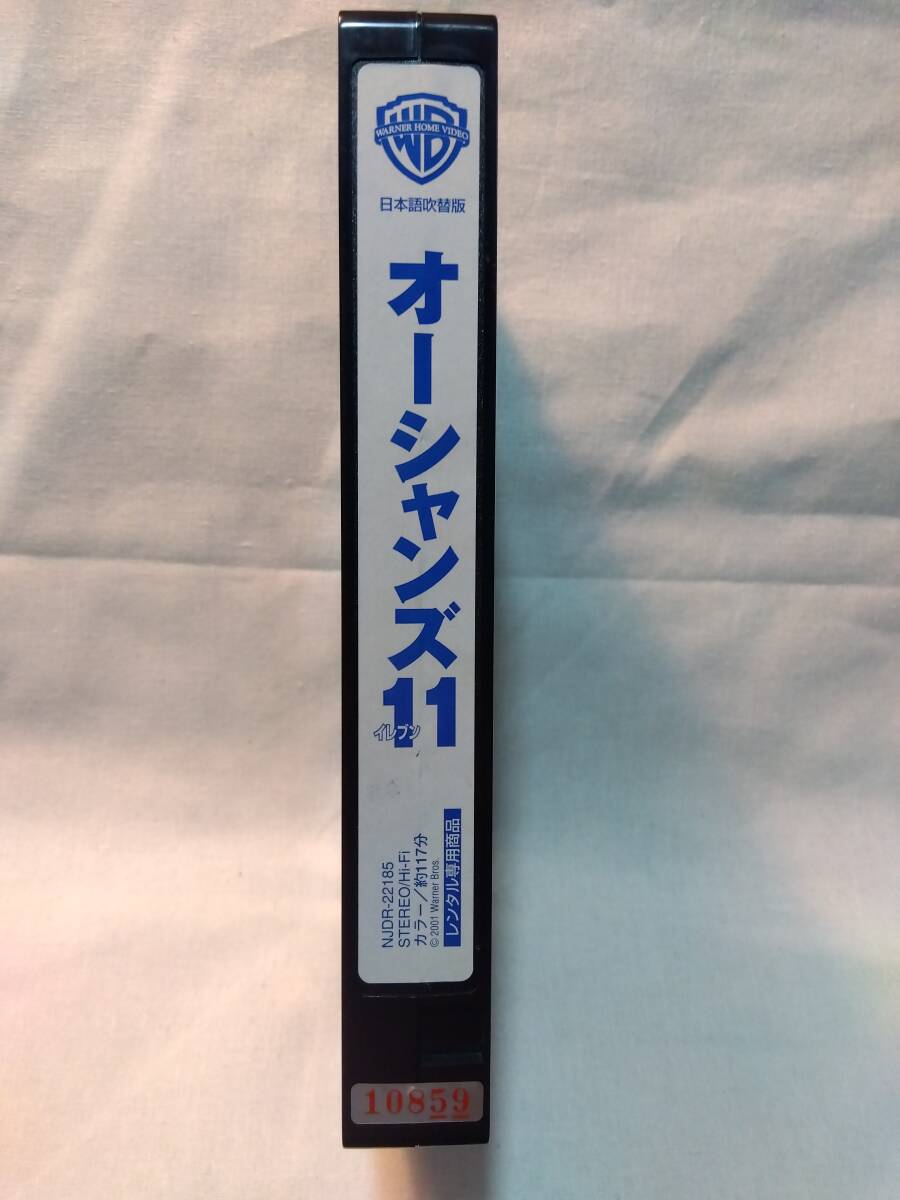 WARNER HOME VIDEO
WB
日本語吹替版
オーシャンズ
11
イレブン
NJDR-22185
STEREO/Hi-Fi
カラー/約117分
© 2001 Warner Bros.
レンタル専用商品
10859